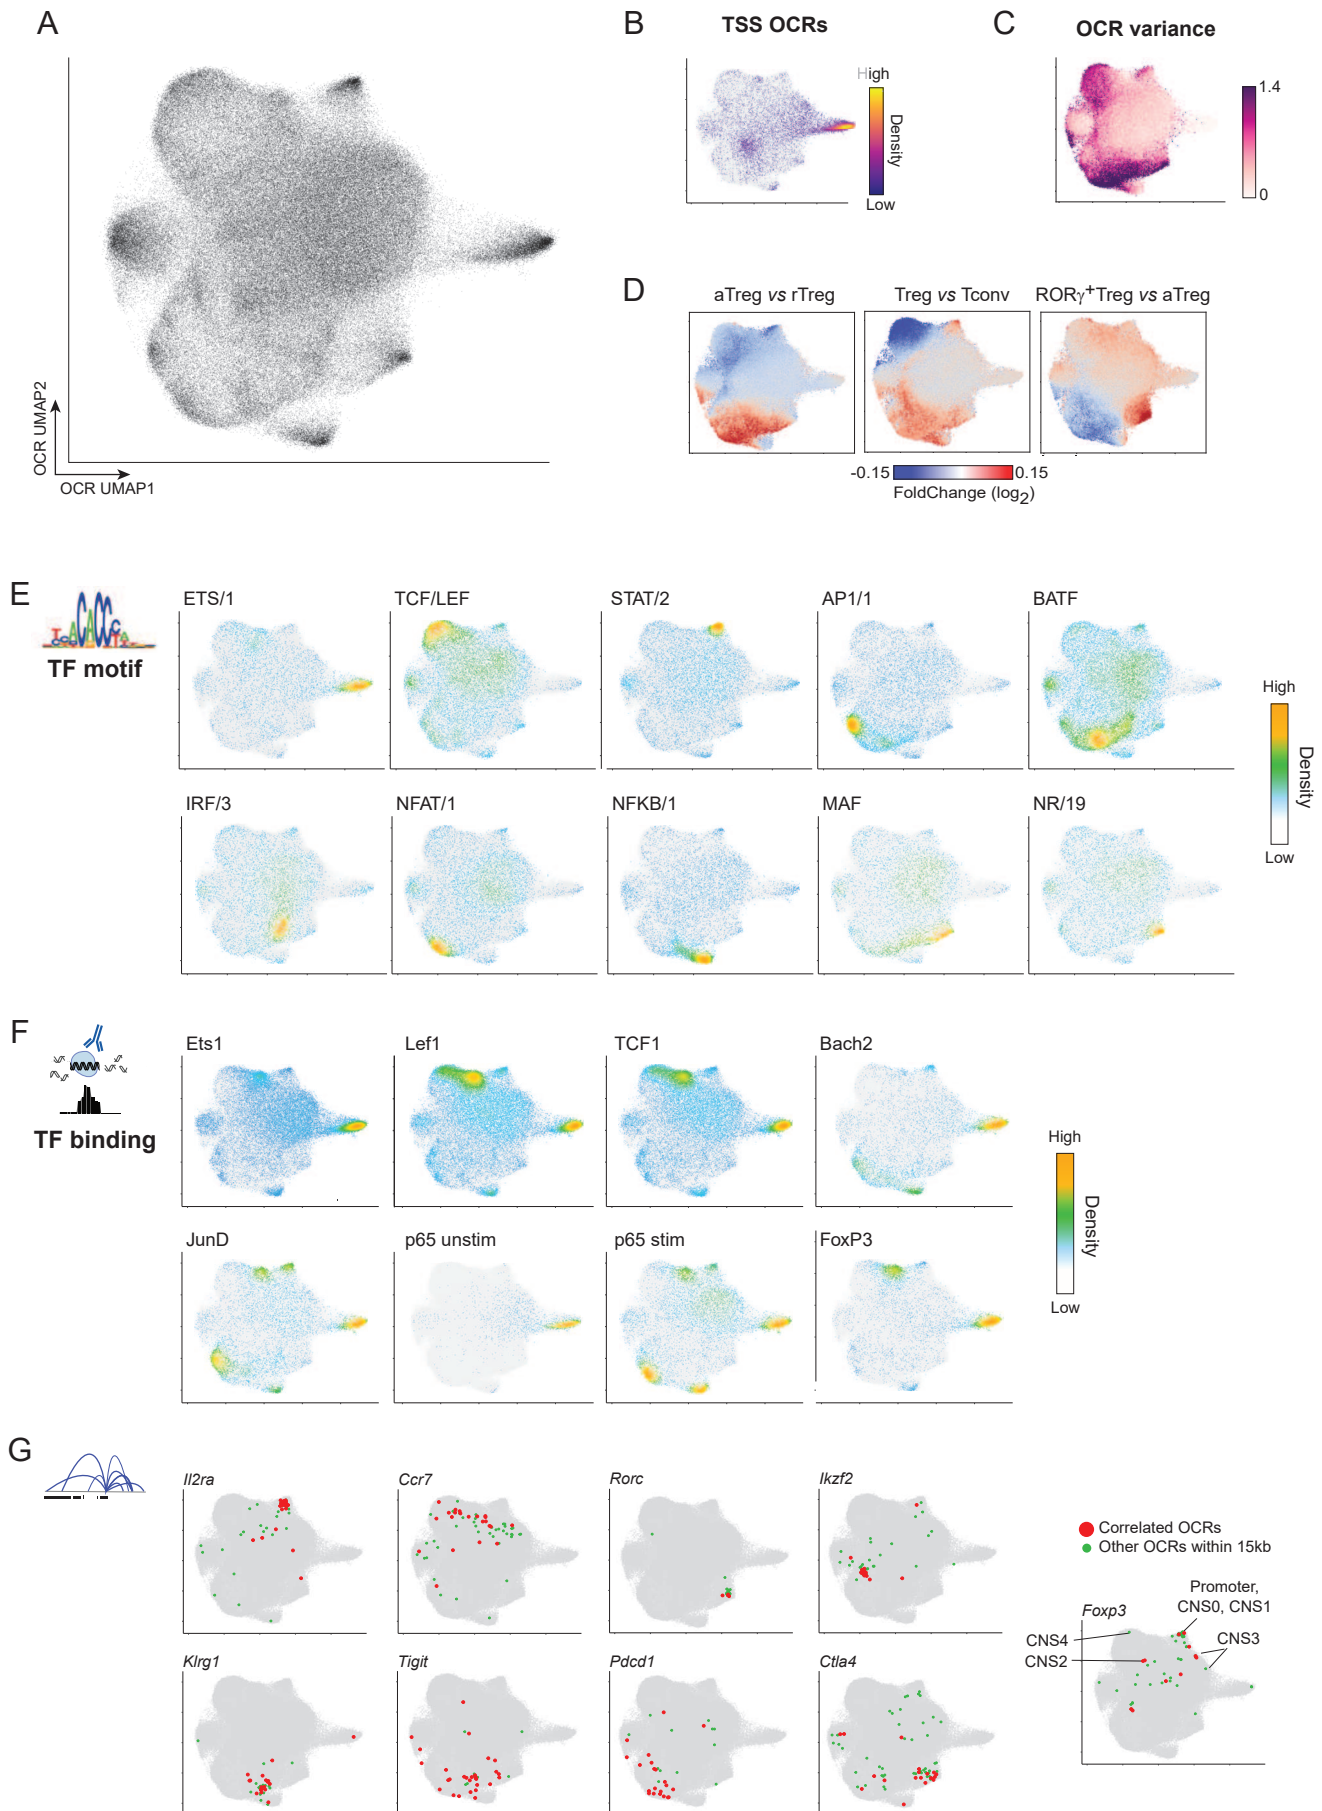 A
OCR UMAP2
OCR UMAP1
B
TSS OCRs
High
Density
Low
C
OCR variance
1.4
0
D
aTreg vs rTreg
Treg vs Tconv
RORγ+Treg vs aTreg
-0.15
0.15
FoldChange (log2)
E
TF motif
ETS/1
TCF/LEF
STAT/2
AP1/1
BATF
IRF/3
NFAT/1
NFKB/1
MAF
NR/19
High
Density
Low
F
TF binding
Ets1
Lef1
TCF1
Bach2
JunD
p65 unstim
p65 stim
FoxP3
High
Density
Low
G
Il2ra
Ccr7
Rorc
Ikzf2
Klrg1
Tigit
Pdcd1
Ctla4
Correlated OCRs
Other OCRs within 15kb
Foxp3
Promoter,
CNS0, CNS1
CNS4
CNS3
CNS2